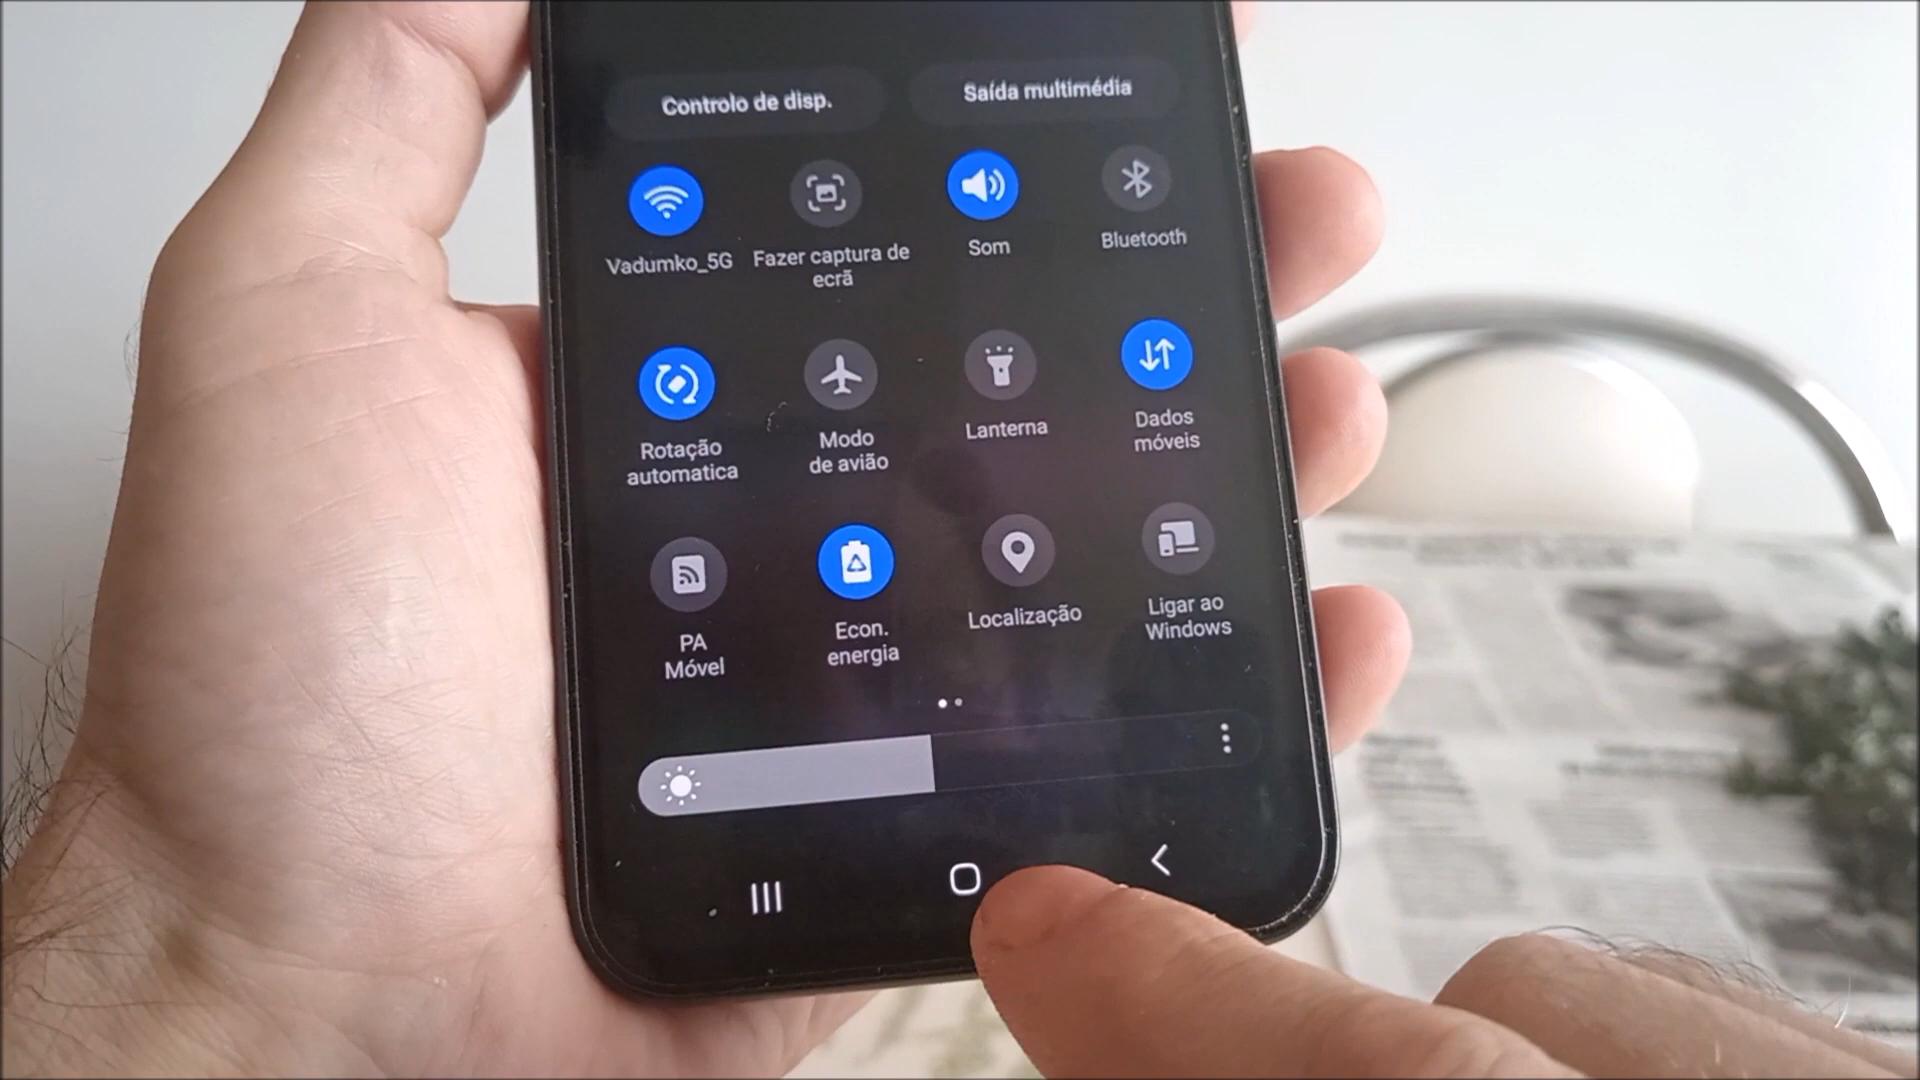 Controlo de disp.
Saída multimédia
Vadumko_5G
Fazer captura de
ecrã
Som
Bluetooth
Rotação
automatica
Modo
de avião
Lanterna
Dados
móveis
PA
Móvel
Econ.
energia
Localização
Ligar ao
Windows